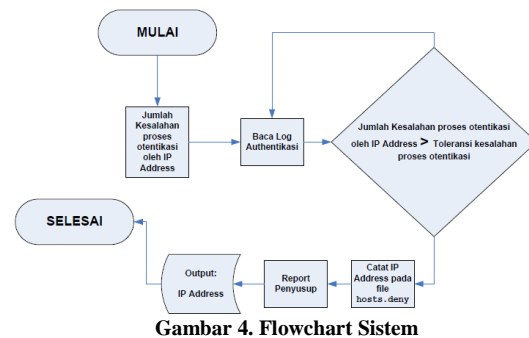 MULAI
Jumlah
Kesalahan
proses
otentikasi
oleh IP
Address
Baca Log
Authentikasi
Jumlah Kesalahan proses otentikasi
oleh IP Address > Toleransi kesalahan
proses otentikasi
Catat IP
Address pada
file
hosts.deny
Report
Penyusup
Output:
IP Address
SELESAI
Gambar 4. Flowchart Sistem